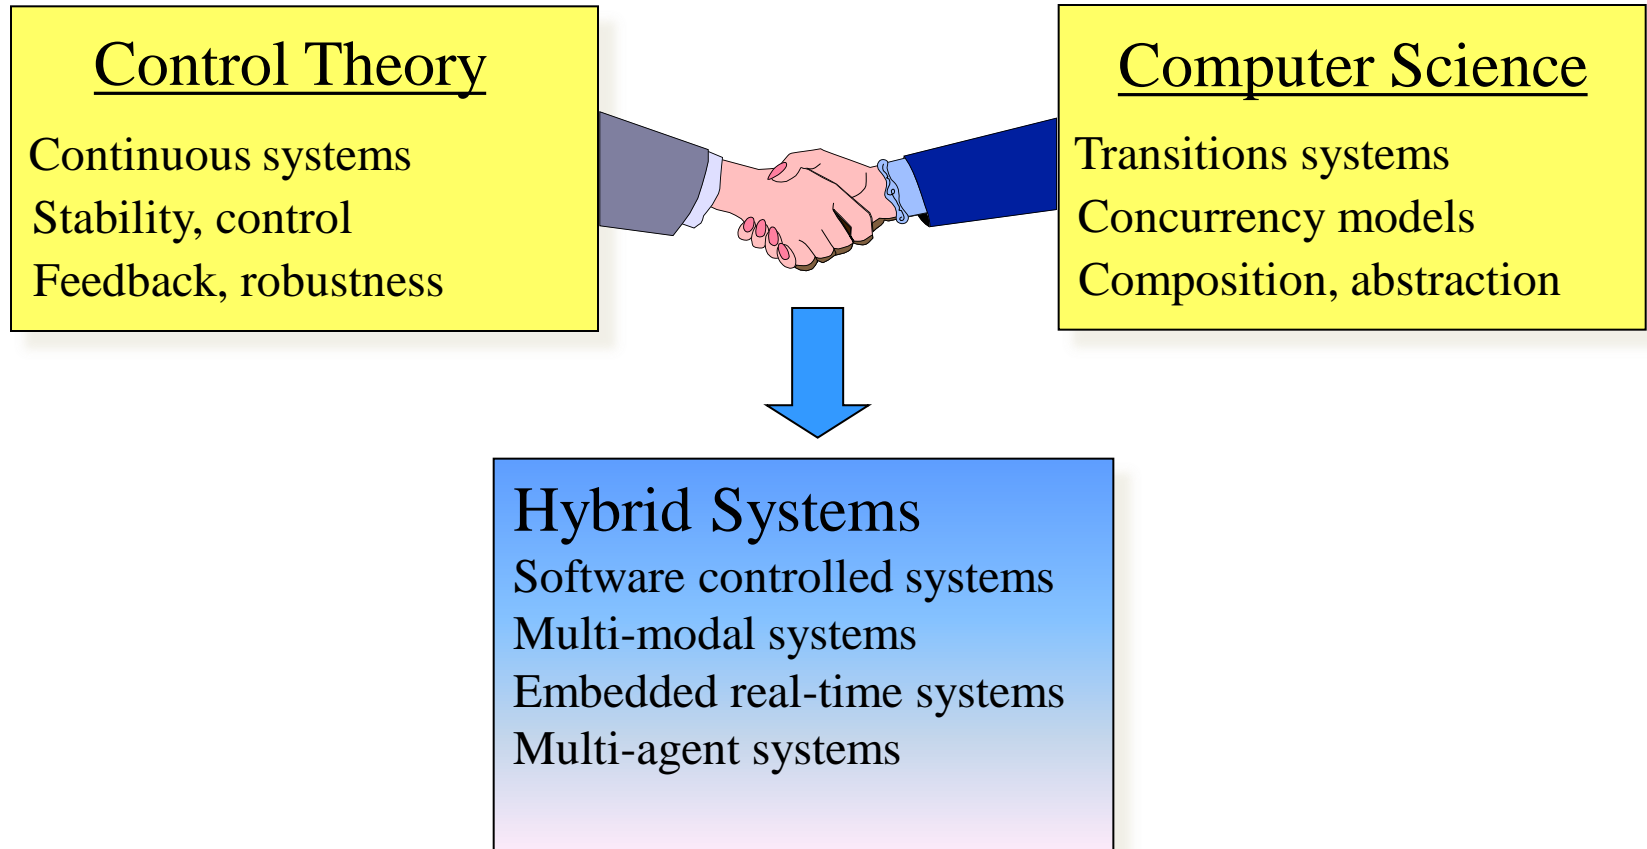 Control Theory
Continuous systems
Stability, control
Feedback, robustness
Computer Science
Transitions systems
Concurrency models
Composition, abstraction
Hybrid Systems
Software controlled systems
Multi-modal systems
Embedded real-time systems
Multi-agent systems